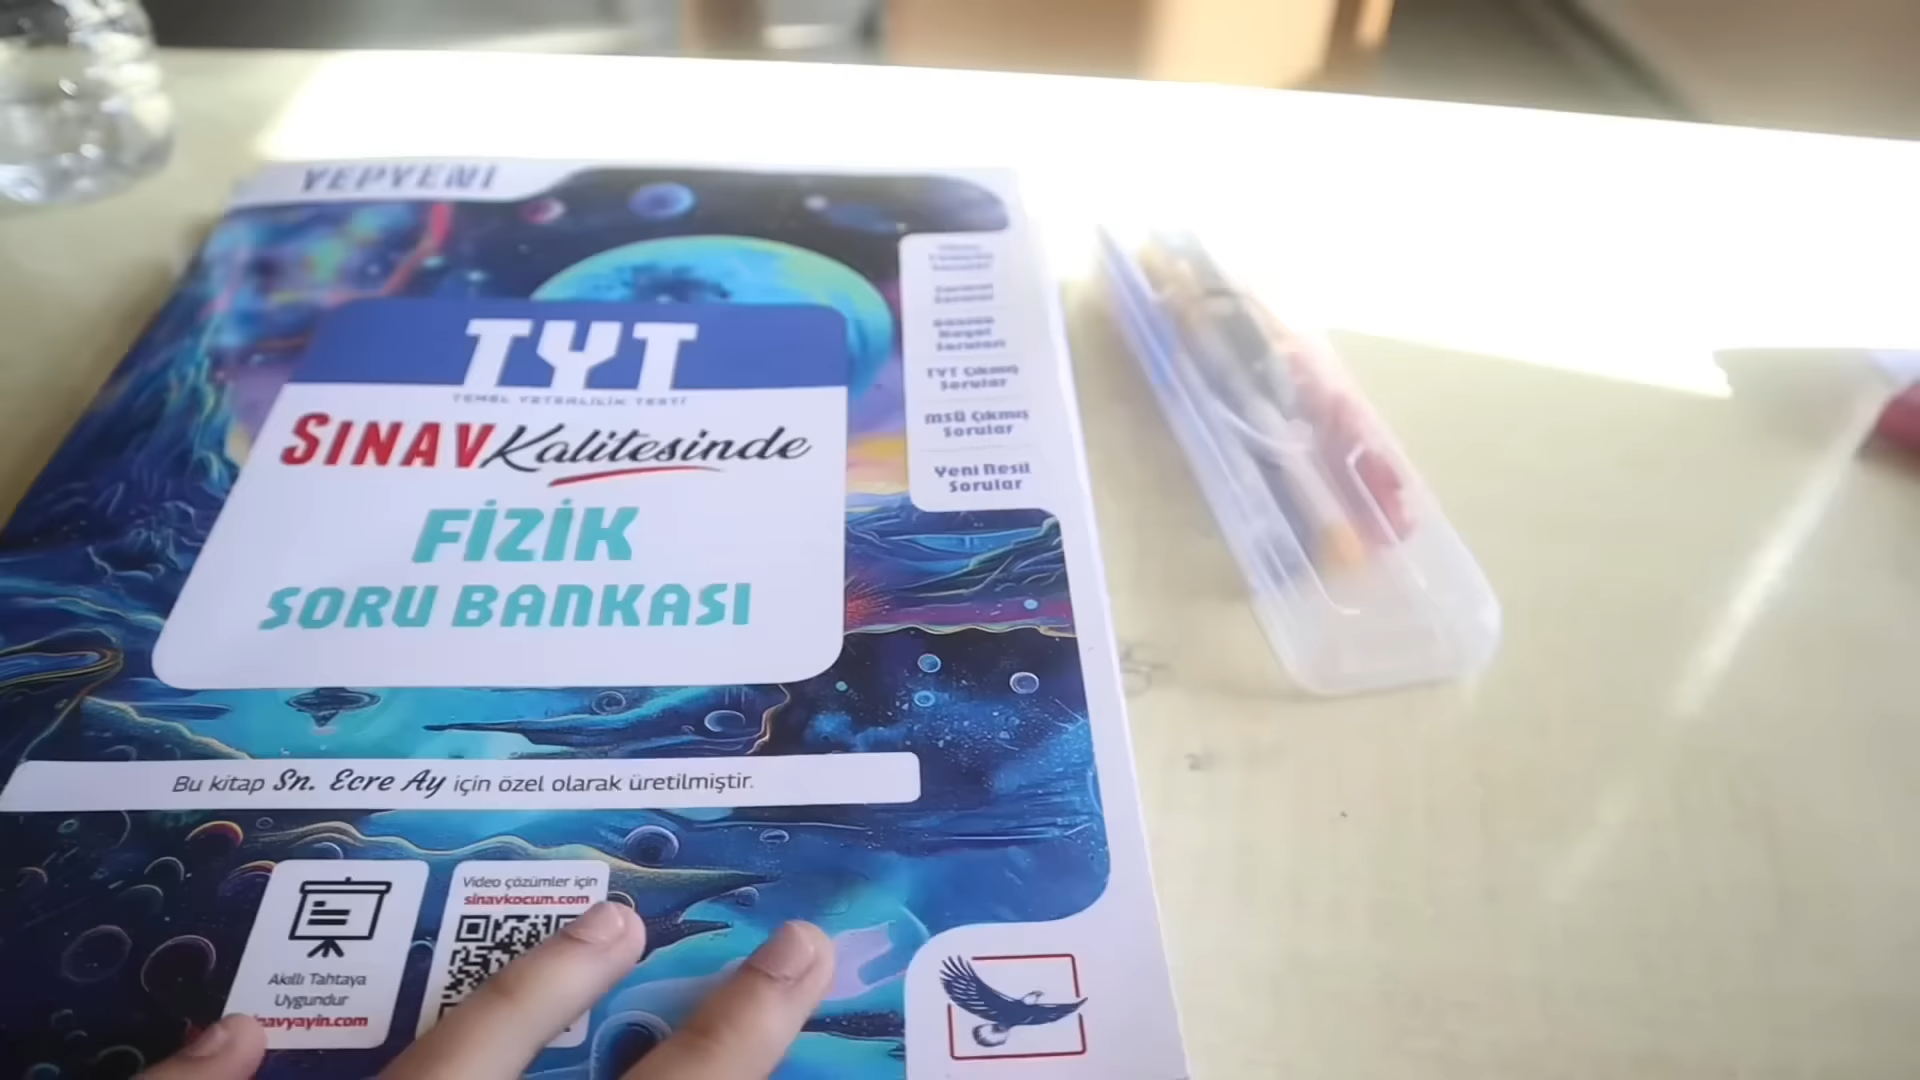 YEPYENİ
TYT
TEMEL YETERLİLİK TESTİ
SINAV Kalitesinde
FİZİK
SORU BANKASI
TYT Çıkmış
Sorular
MSÜ Çıkmış
Sorular
Yeni Nesil
Sorular
Bu kitap Sn. Ecre Ay için özel olarak üretilmiştir.
Akıllı Tahtaya
Uygundur
navyayin.com
Video çözümler için
sinavkocum.com